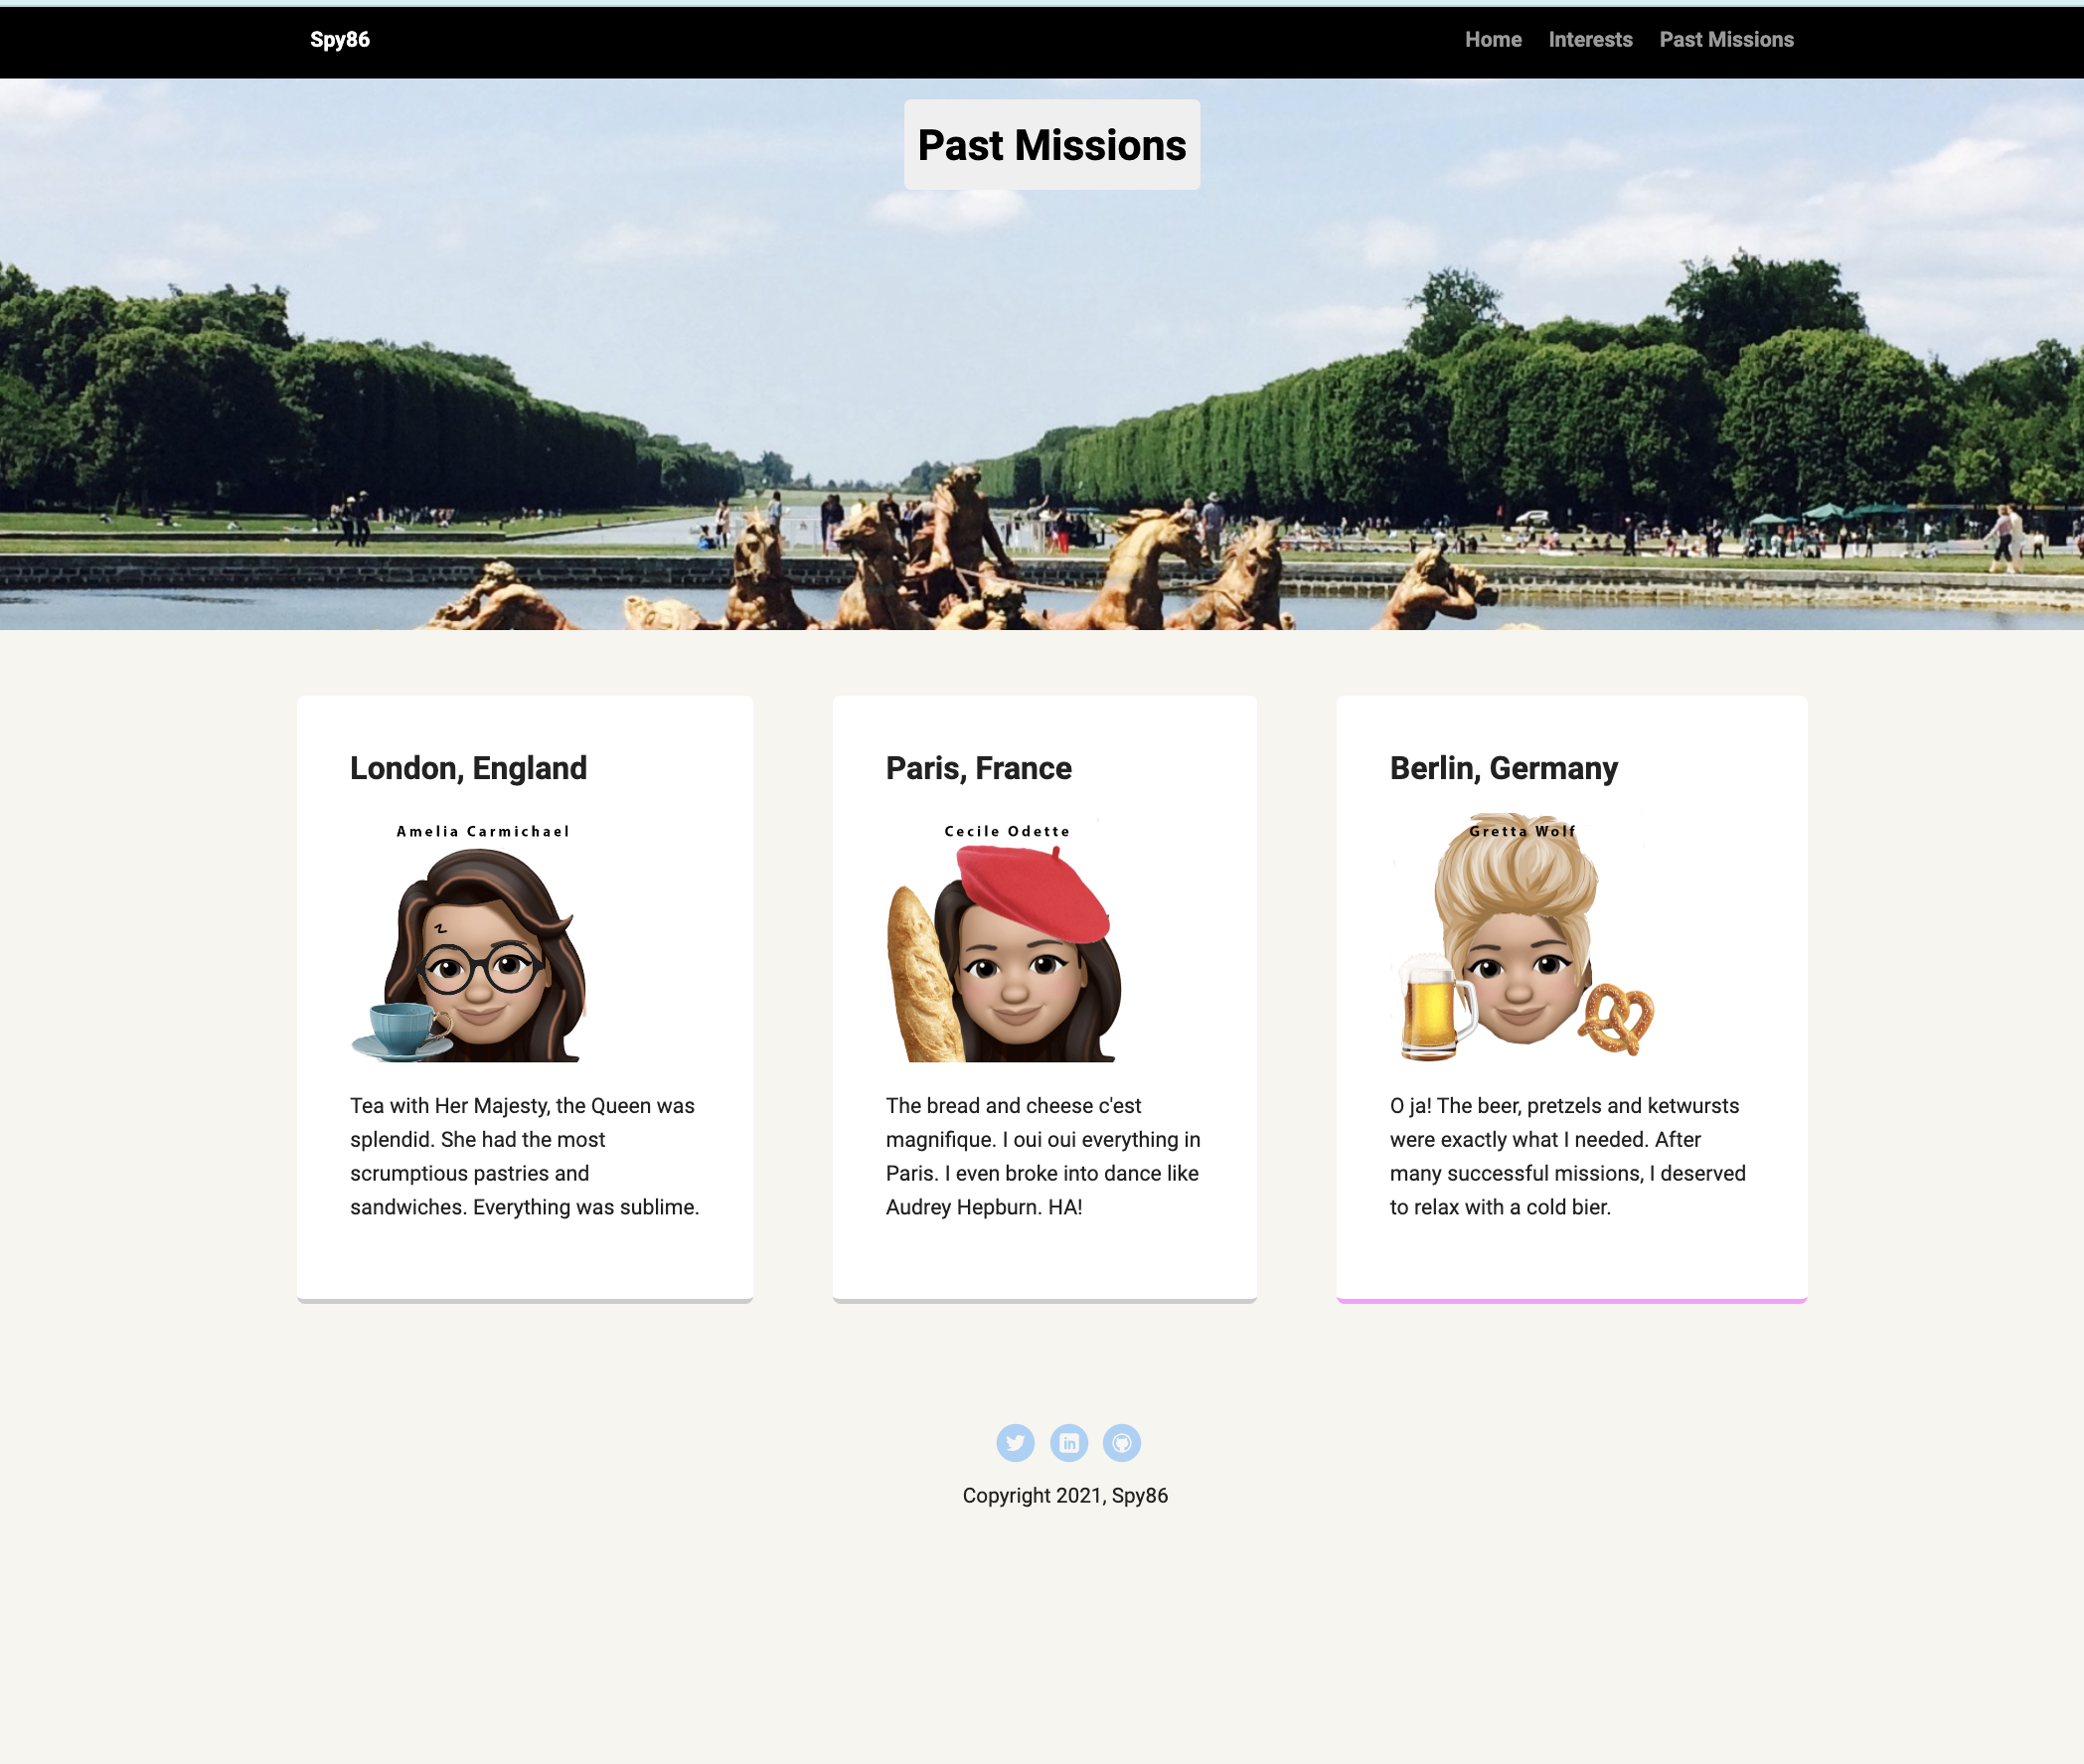 Spy86
Home Interests Past Missions
Past Missions
London, England
Amelia Carmichael
Tea with Her Majesty, the Queen was
splendid. She had the most
scrumptious pastries and
sandwiches. Everything was sublime.
Paris, France
Cecile Odette
The bread and cheese c'est
magnifique. I oui oui everything in
Paris. I even broke into dance like
Audrey Hepburn. HA!
Berlin, Germany
Gretta Wolf
O ja! The beer, pretzels and ketwursts
were exactly what I needed. After
many successful missions, I deserved
to relax with a cold bier.
in
Copyright 2021, Spy86